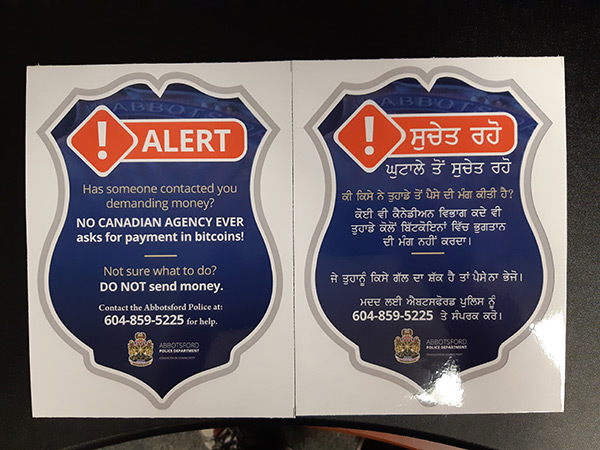 ! ALERT
Has someone contacted you
demanding money?
NO CANADIAN AGENCY EVER
asks for payment in bitcoins!
Not sure what to do?
DO NOT send money.
Contact the Abbotsford Police at:
604-859-5225 for help.
ABBOTSFORD
POLICE DEPARTMENT
! ਸੁਚੇਤ ਰਹੋ
ਘੁਟਾਲੇ ਤੋਂ ਸੁਚੇਤ ਰਹੋ
ਕੀ ਕਿਸੇ ਨੇ ਤੁਹਾਡੇ ਤੋਂ ਪੈਸੇ ਦੀ ਮੰਗ ਕੀਤੀ ਹੈ?
ਕੋਈ ਵੀ ਕੈਨੇਡੀਅਨ ਵਿਭਾਗ ਕਦੇ ਵੀ
ਤੁਹਾਡੇ ਕੋਲੋਂ ਬਿੱਟਕੋਇਨਾਂ ਵਿੱਚ ਭੁਗਤਾਨ
ਦੀ ਮੰਗ ਨਹੀਂ ਕਰਦਾ।
ਜੇ ਤੁਹਾਨੂੰ ਕਿਸੇ ਗੱਲ ਦਾ ਸ਼ੱਕ ਹੈ ਤਾਂ ਪੈਸੇ ਨਾ ਭੇਜੋ।
ਮਦਦ ਲਈ ਐਬਟਸਫੋਰਡ ਪੁਲਿਸ ਨੂੰ
604-859-5225 ਤੇ ਸੰਪਰਕ ਕਰੋ।
ABBOTSFORD
POLICE DEPARTMENT